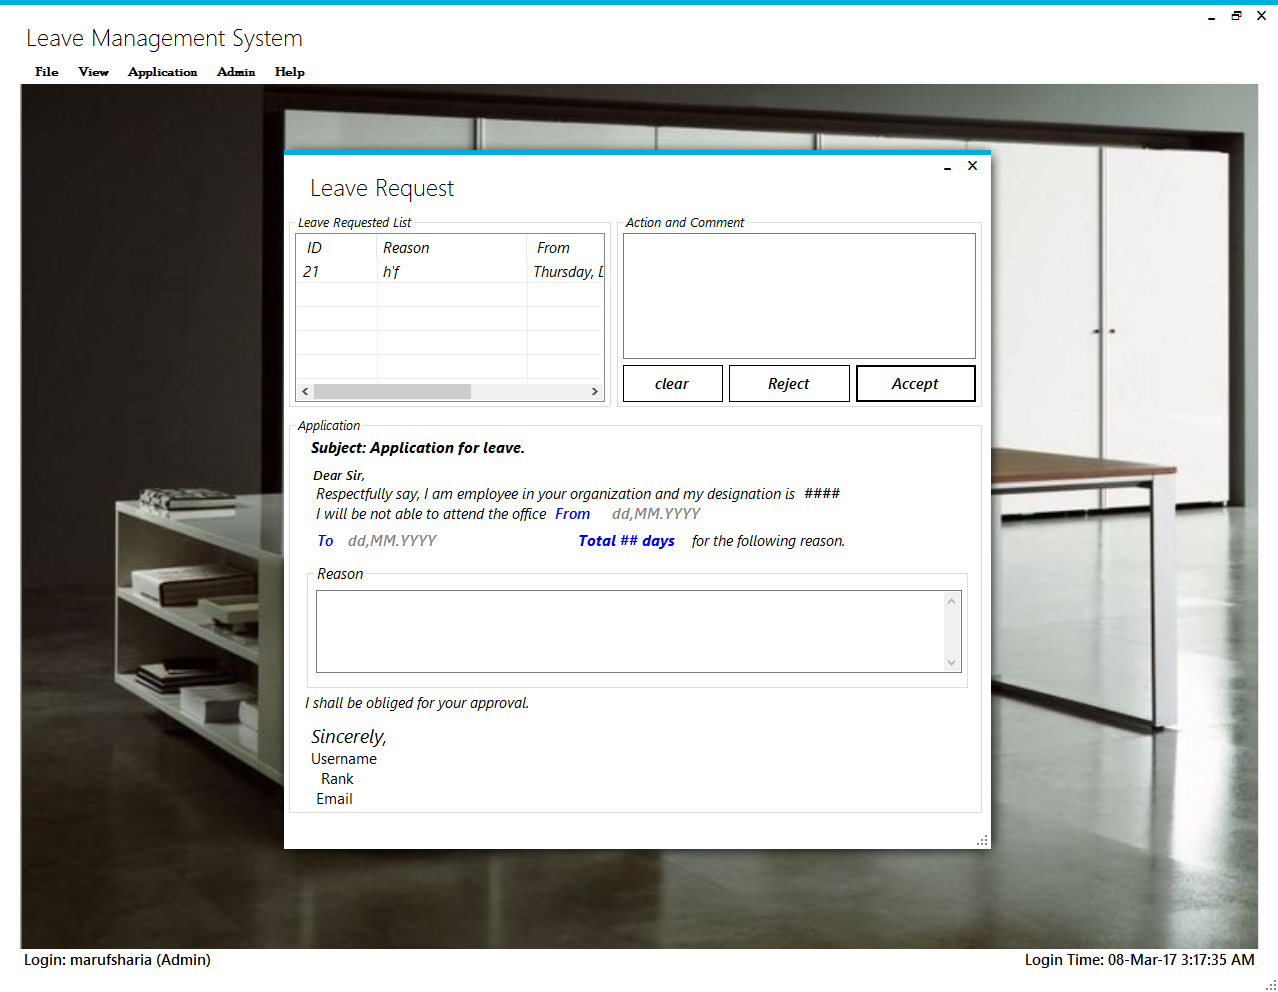 Leave Management System
File View Application Admin Help
Leave Request
Leave Requested List
ID Reason From
21 h'f Thursday,
Action and Comment
clear Reject Accept
Application
Subject: Application for leave.
Dear Sir,
Respectfully say, I am employee in your organization and my designation is ####
I will be not able to attend the office From dd,MM.YYYY
To dd,MM.YYYY Total ## days for the following reason.
Reason
I shall be obliged for your approval.
Sincerely,
Username
Rank
Email
Login: marufsharia (Admin)
Login Time: 08-Mar-17 3:17:35 AM